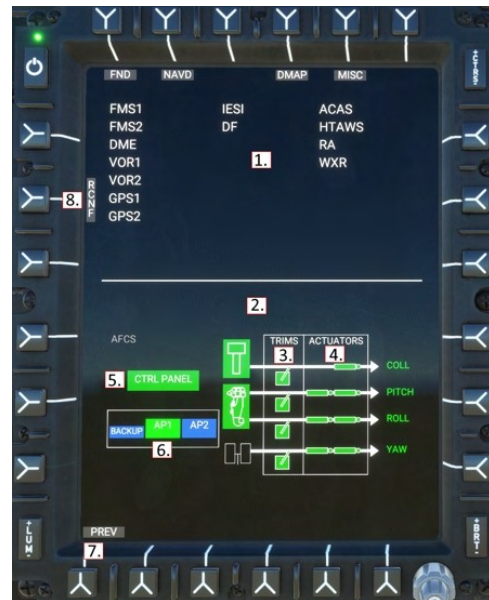 FND NAVD DMAP MISC
+CTRS-
FMS1 IESI ACAS
FMS2 DF HTAWS
DME RA
VOR1 WXR
VOR2
GPS1
GPS2
1.
8. RCNF
2.
AFCS
TRIMS ACTUATORS
3. 4.
COLL
5. CTRL PANEL
PITCH
BACKUP AP1 AP2
ROLL
6.
YAW
+LUM-
+BRT-
PREV
7.